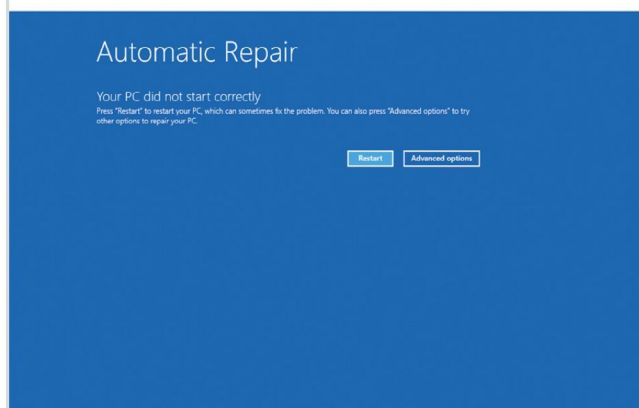 Automatic Repair
Your PC did not start correctly
Press "Restart" to restart your PC, which can sometimes fix the problem. You can also press "Advanced options" to try
other options to repair your PC.
Restart Advanced options